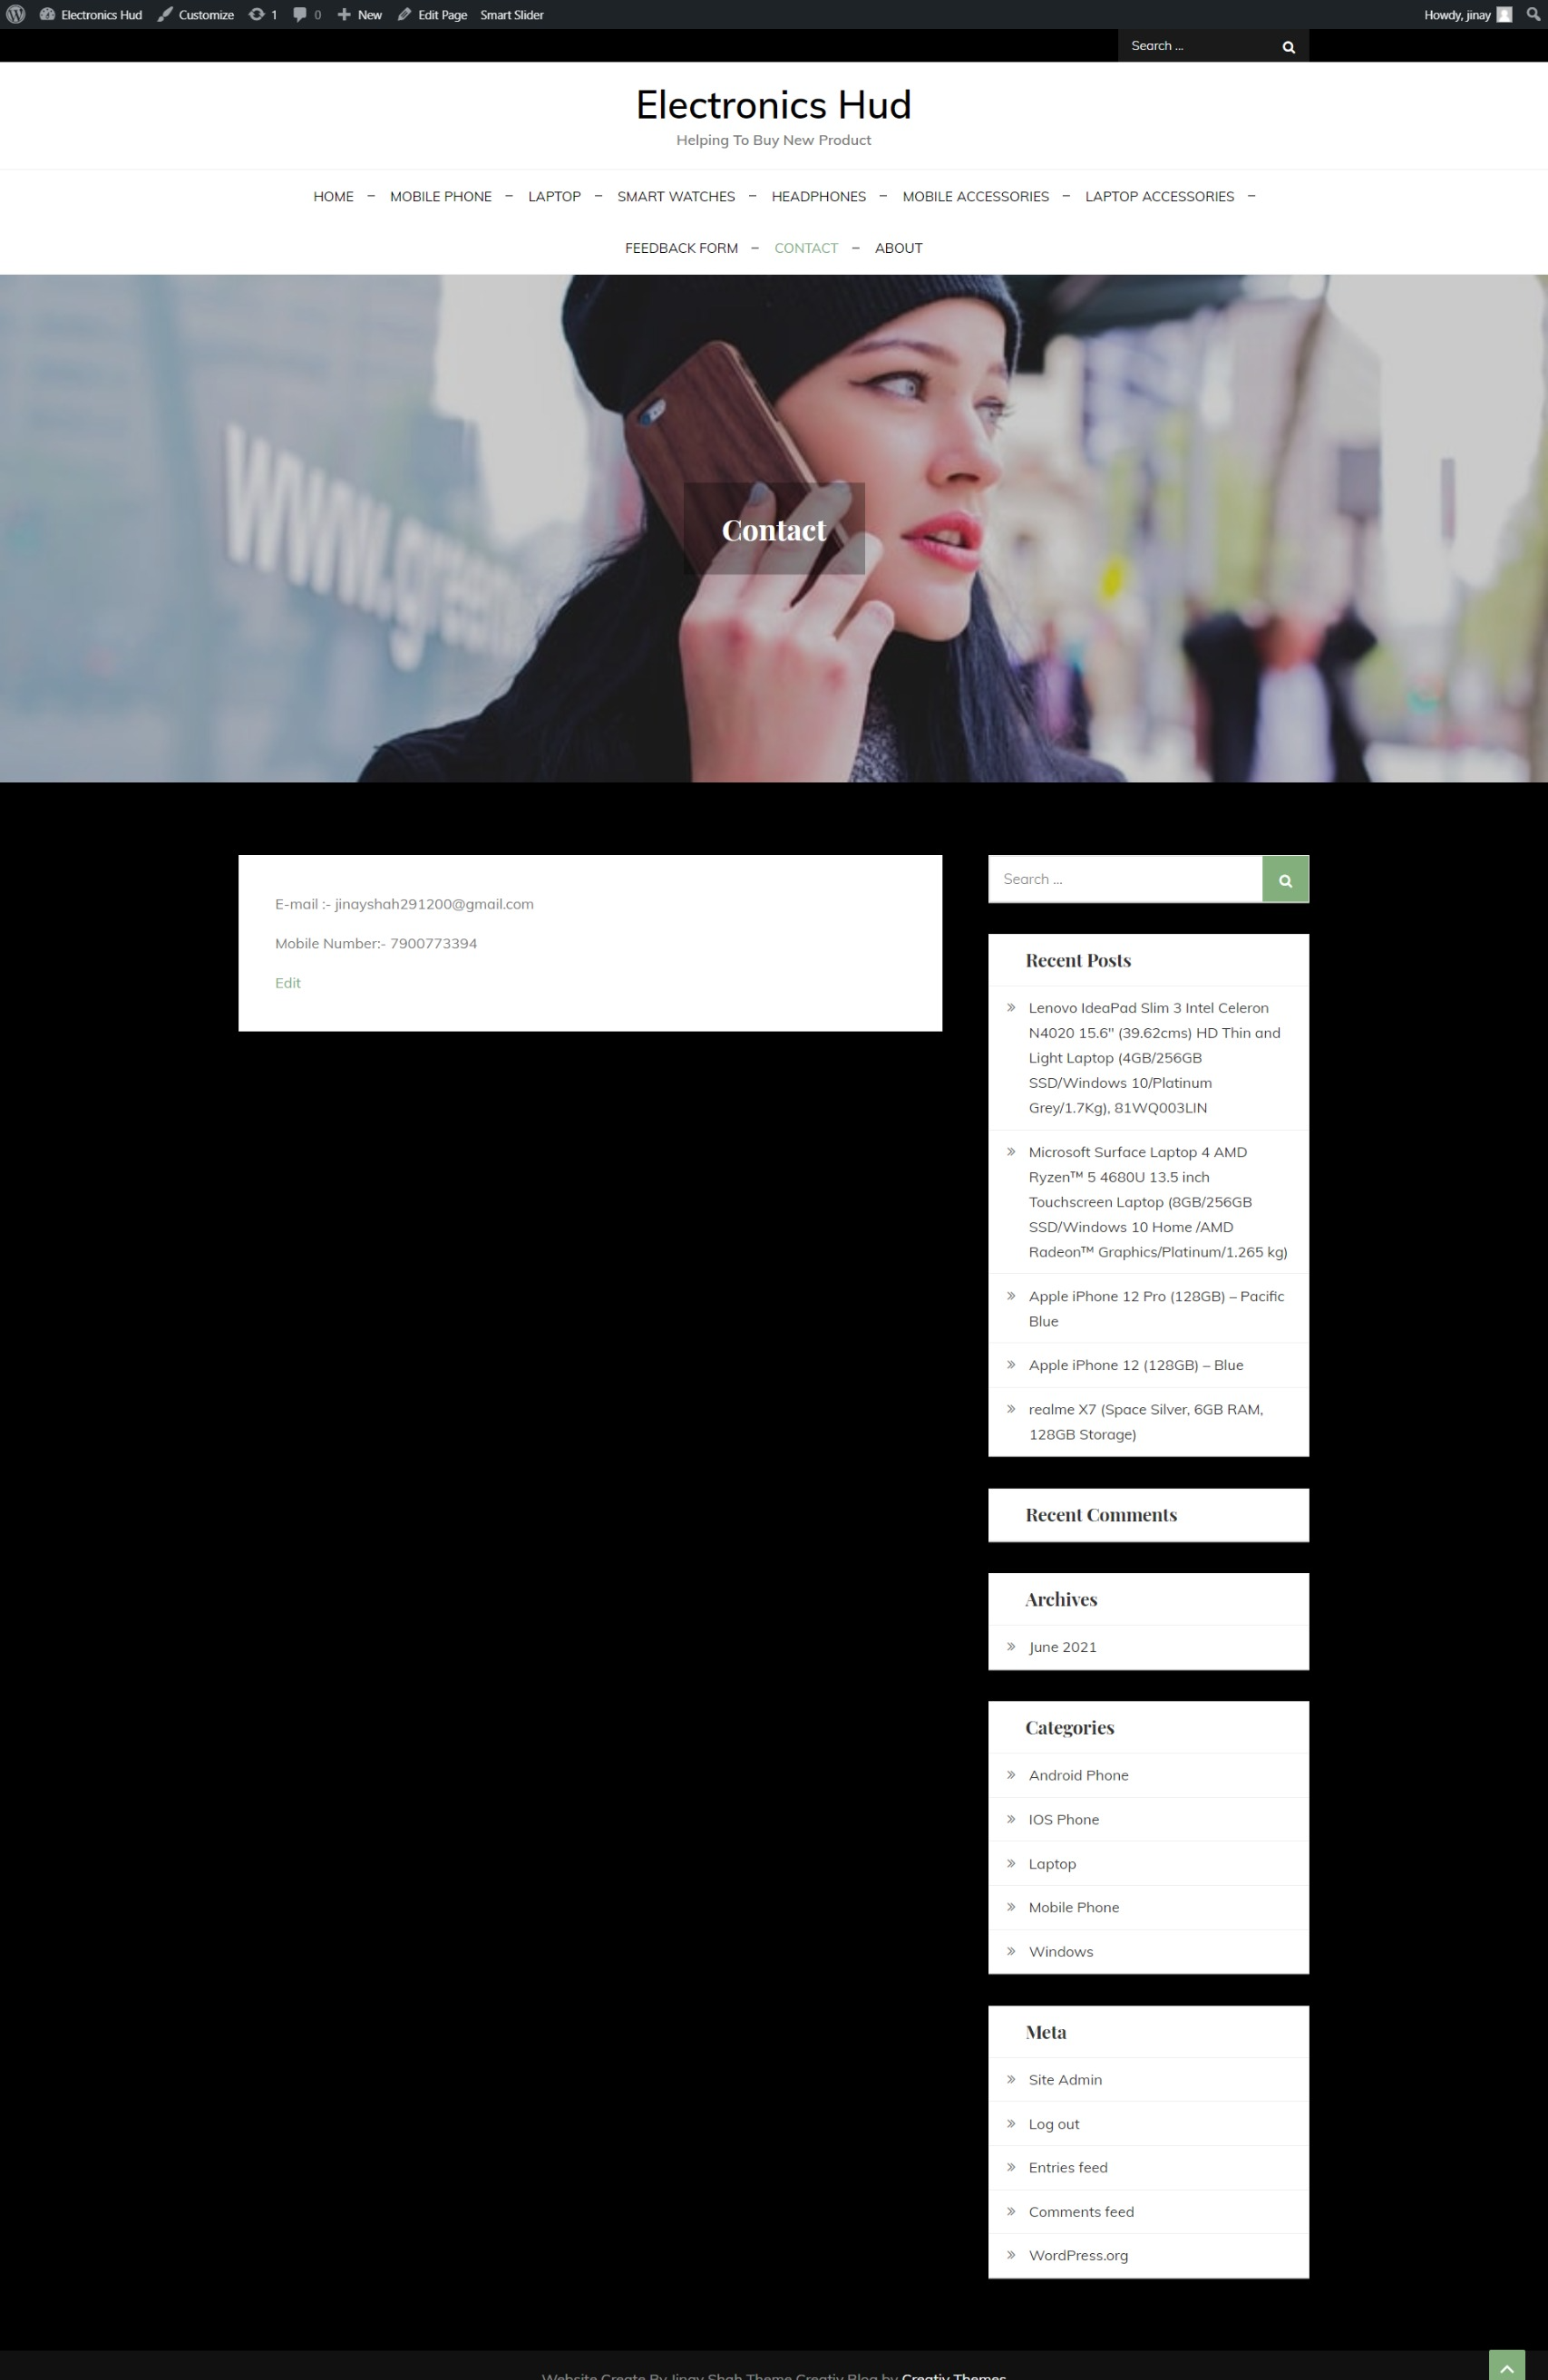 Electronics Hud Customize 1 0 New Edit Page Smart Slider Howdy, jinay
Search ...
Electronics Hud
Helping To Buy New Product
HOME – MOBILE PHONE – LAPTOP – SMART WATCHES – HEADPHONES – MOBILE ACCESSORIES – LAPTOP ACCESSORIES –
FEEDBACK FORM – CONTACT – ABOUT
www.green
Contact
E-mail :- jinayshah291200@gmail.com
Mobile Number:- 7900773394
Edit
Search ...
Recent Posts
Lenovo IdeaPad Slim 3 Intel Celeron
N4020 15.6" (39.62cms) HD Thin and
Light Laptop (4GB/256GB
SSD/Windows 10/Platinum
Grey/1.7Kg), 81WQ003LIN
Microsoft Surface Laptop 4 AMD
Ryzen™ 5 4680U 13.5 inch
Touchscreen Laptop (8GB/256GB
SSD/Windows 10 Home /AMD
Radeon™ Graphics/Platinum/1.265 kg)
Apple iPhone 12 Pro (128GB) – Pacific
Blue
Apple iPhone 12 (128GB) – Blue
realme X7 (Space Silver, 6GB RAM,
128GB Storage)
Recent Comments
Archives
June 2021
Categories
Android Phone
IOS Phone
Laptop
Mobile Phone
Windows
Meta
Site Admin
Log out
Entries feed
Comments feed
WordPress.org
Website Create By Jinay Shah Theme Creativ Blog by Creativ Themes